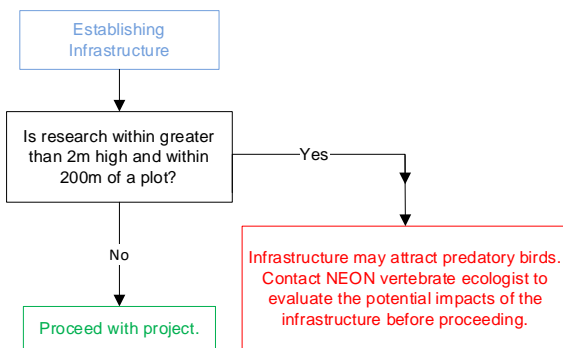 Establishing
Infrastructure
Is research within greater
than 2m high and within
200m of a plot?
Yes
No
Infrastructure may attract predatory birds.
Contact NEON vertebrate ecologist to
evaluate the potential impacts of the
infrastructure before proceeding.
Proceed with project.